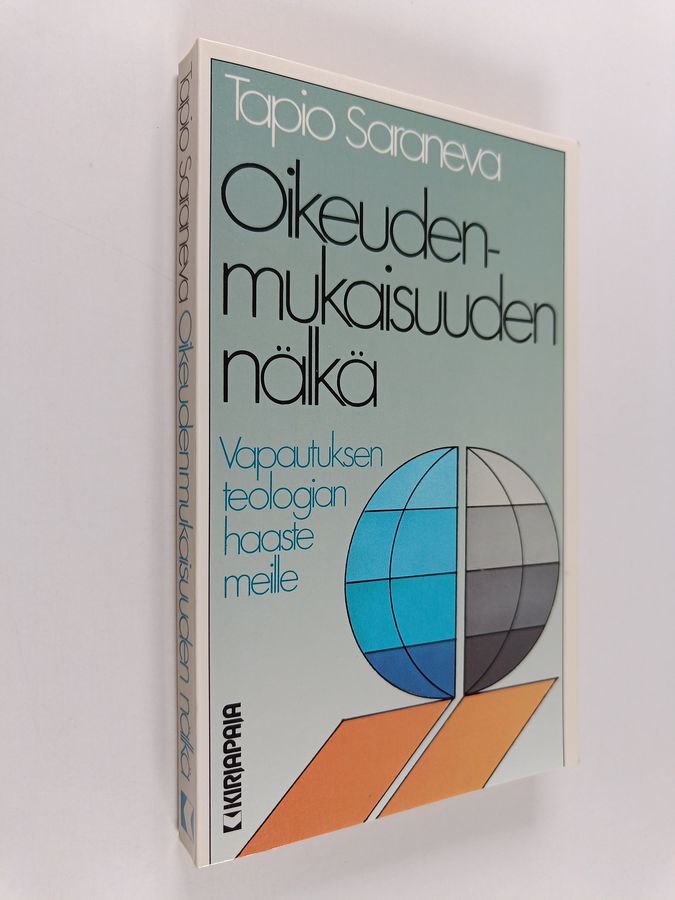 Tapio Saraneva
Oikeuden-
mukaisuuden
nälkä
Vapautuksen
teologian
haaste
meille
KIRJAPAJA
Tapio Saraneva Oikeudenmukaisuuden nälkä